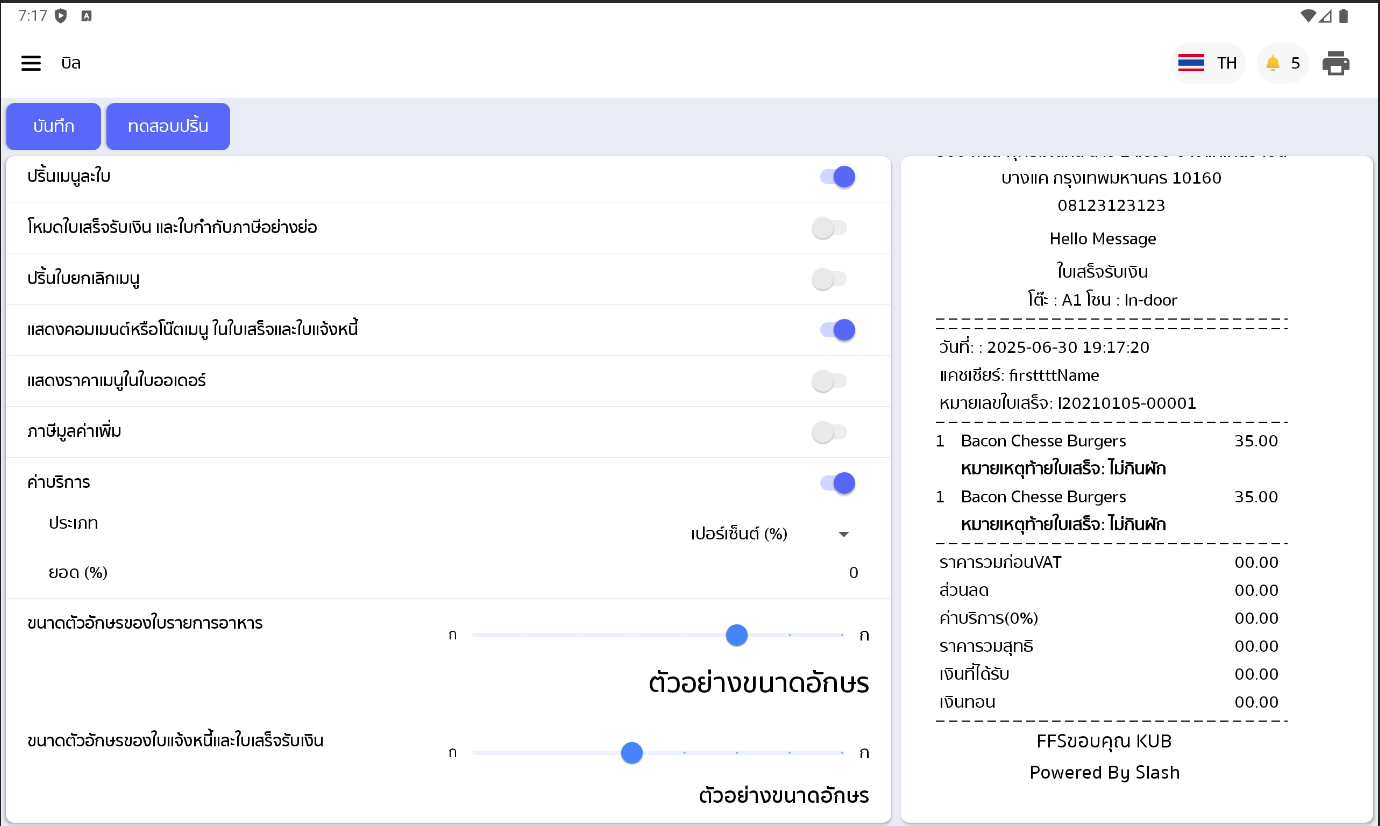 7:17
บิล
TH
5
บันทึก
ทดสอบปริ้น
ปริ้นเมนูละใบ
โหมดใบเสร็จรับเงิน และใบกำกับภาษีอย่างย่อ
ปริ้นใบยกเลิกเมนู
แสดงคอมเมนต์หรือโน๊ตเมนู ในใบเสร็จและใบแจ้งหนี้
แสดงราคาเมนูในใบออเดอร์
ภาษีมูลค่าเพิ่ม
ค่าบริการ
ประเภท
เปอร์เซ็นต์ (%)
ยอด (%)
0
ขนาดตัวอักษรของใบรายการอาหาร
ก
ก
ตัวอย่างขนาดอักษร
ขนาดตัวอักษรของใบแจ้งหนี้และใบเสร็จรับเงิน
ก
ก
ตัวอย่างขนาดอักษร
บางแค กรุงเทพมหานคร 10160
08123123123
Hello Message
ใบเสร็จรับเงิน
โต๊ะ : A1 โซน : In-door
วันที่: : 2025-06-30 19:17:20
แคชเชียร์: firsttttName
หมายเลขใบเสร็จ: I20210105-00001
1 Bacon Chesse Burgers 35.00
หมายเหตุท้ายใบเสร็จ: ไม่กินผัก
1 Bacon Chesse Burgers 35.00
หมายเหตุท้ายใบเสร็จ: ไม่กินผัก
ราคารวมก่อนVAT 00.00
ส่วนลด 00.00
ค่าบริการ(0%) 00.00
ราคารวมสุทธิ 00.00
เงินที่ได้รับ 00.00
เงินทอน 00.00
FFSขอบคุณ KUB
Powered By Slash